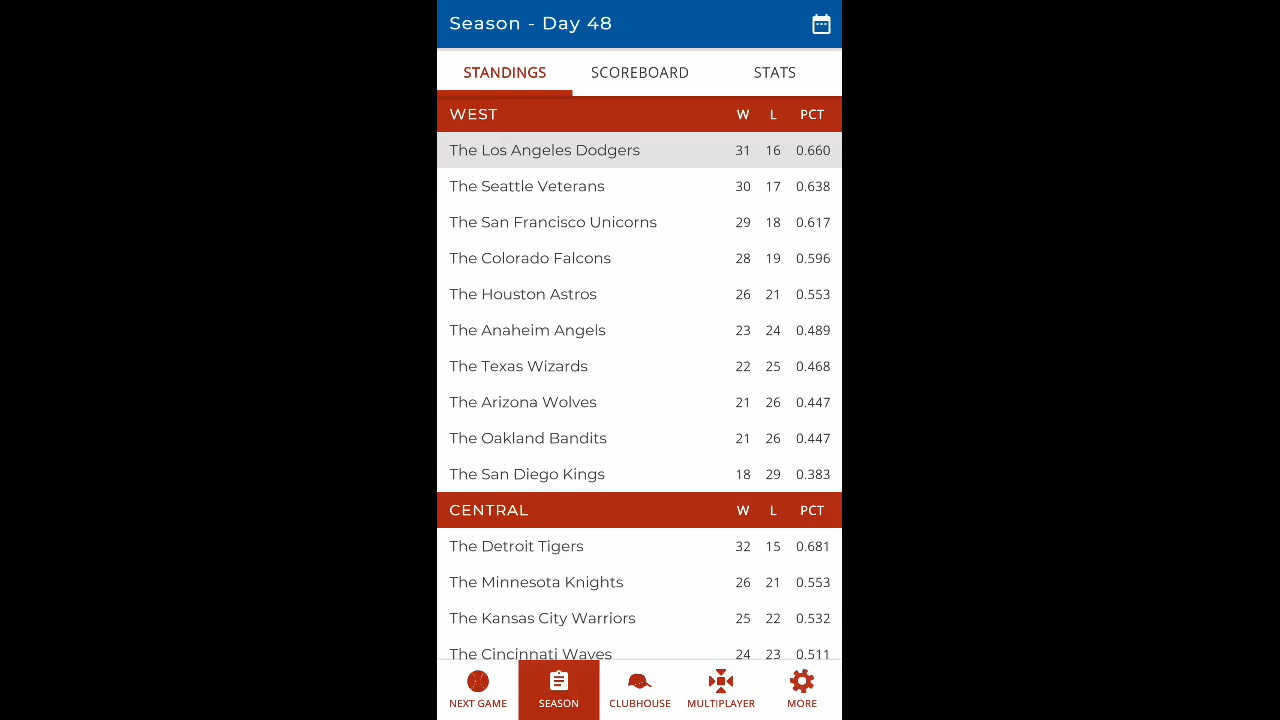 Season - Day 48
STANDINGS SCOREBOARD STATS
WEST W L PCT
The Los Angeles Dodgers 31 16 0.660
The Seattle Veterans 30 17 0.638
The San Francisco Unicorns 29 18 0.617
The Colorado Falcons 28 19 0.596
The Houston Astros 26 21 0.553
The Anaheim Angels 23 24 0.489
The Texas Wizards 22 25 0.468
The Arizona Wolves 21 26 0.447
The Oakland Bandits 21 26 0.447
The San Diego Kings 18 29 0.383
CENTRAL W L PCT
The Detroit Tigers 32 15 0.681
The Minnesota Knights 26 21 0.553
The Kansas City Warriors 25 22 0.532
The Cincinnati Waves 24 23 0.511
NEXT GAME SEASON CLUBHOUSE MULTIPLAYER MORE